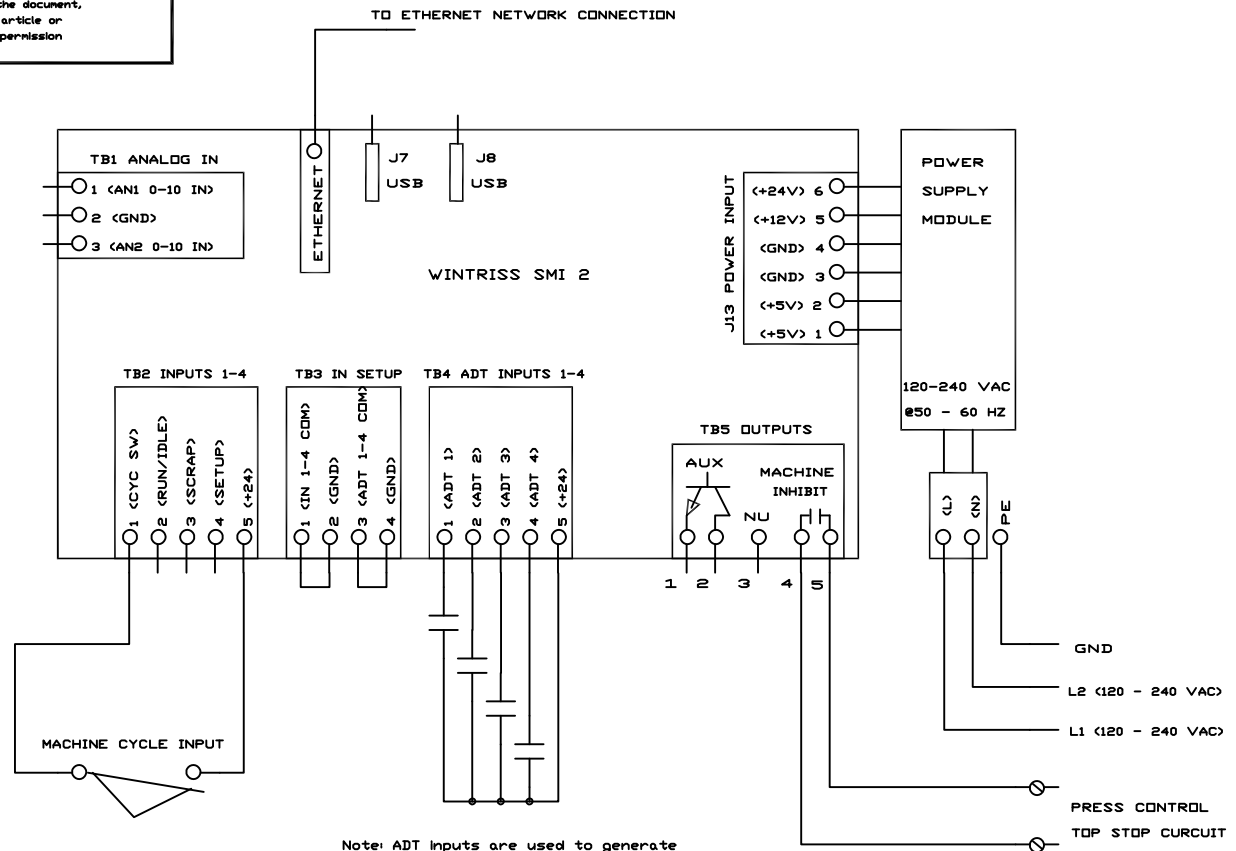 the document,
article or
permission
TO ETHERNET NETWORK CONNECTION
TB1 ANALOG IN
1 (AN1 0-10 IN)
2 (GND)
3 (AN2 0-10 IN)
ETHERNET
J7
USB
J8
USB
WINTRISS SMI 2
J13 POWER INPUT
(+24V) 6
(+12V) 5
(GND) 4
(GND) 3
(+5V) 2
(+5V) 1
POWER
SUPPLY
MODULE
120-240 VAC
@50 - 60 HZ
TB2 INPUTS 1-4
1 (CYC SW)
2 (RUN/IDLE)
3 (SCRAP)
4 (SETUP)
5 (+24)
TB3 IN SETUP
1 (IN 1-4 COM)
2 (GND)
3 (ADT 1-4 COM)
4 (GND)
TB4 ADT INPUTS 1-4
1 (ADT 1)
2 (ADT 2)
3 (ADT 3)
4 (ADT 4)
5 (+24)
TB5 OUTPUTS
AUX
MACHINE
INHIBIT
NU
1 2 3 4 5
(L)
(N)
PE
GND
L2 (120 - 240 VAC)
L1 (120 - 240 VAC)
MACHINE CYCLE INPUT
PRESS CONTROL
TOP STOP CURCUIT
Note: ADT Inputs are used to generate